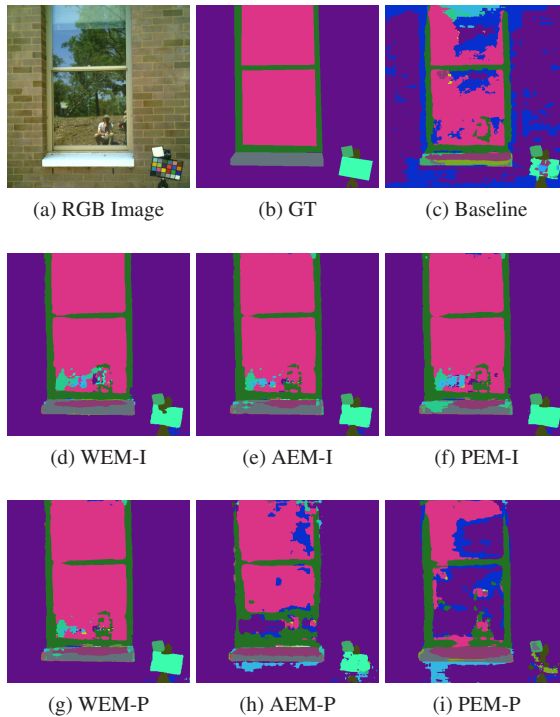 (a) RGB Image
(b) GT
(c) Baseline
(d) WEM-I
(e) AEM-I
(f) PEM-I
(g) WEM-P
(h) AEM-P
(i) PEM-P